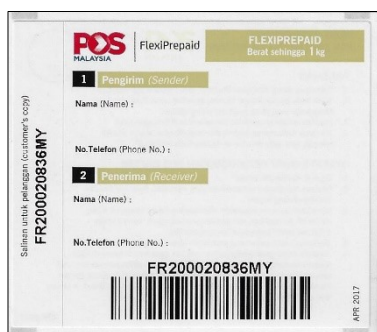 POS
MALAYSIA
FlexiPrepaid
FLEXIPREPAID
Berat sehingga 1 kg
1 Pengirim (Sender)
Nama (Name) :
No.Telefon (Phone No.) :
2 Penerima (Receiver)
Nama (Name) :
No.Telefon (Phone No.) :
FR200020836MY
Salinan untuk pelanggan (customer's copy)
FR200020836MY
APR 2017